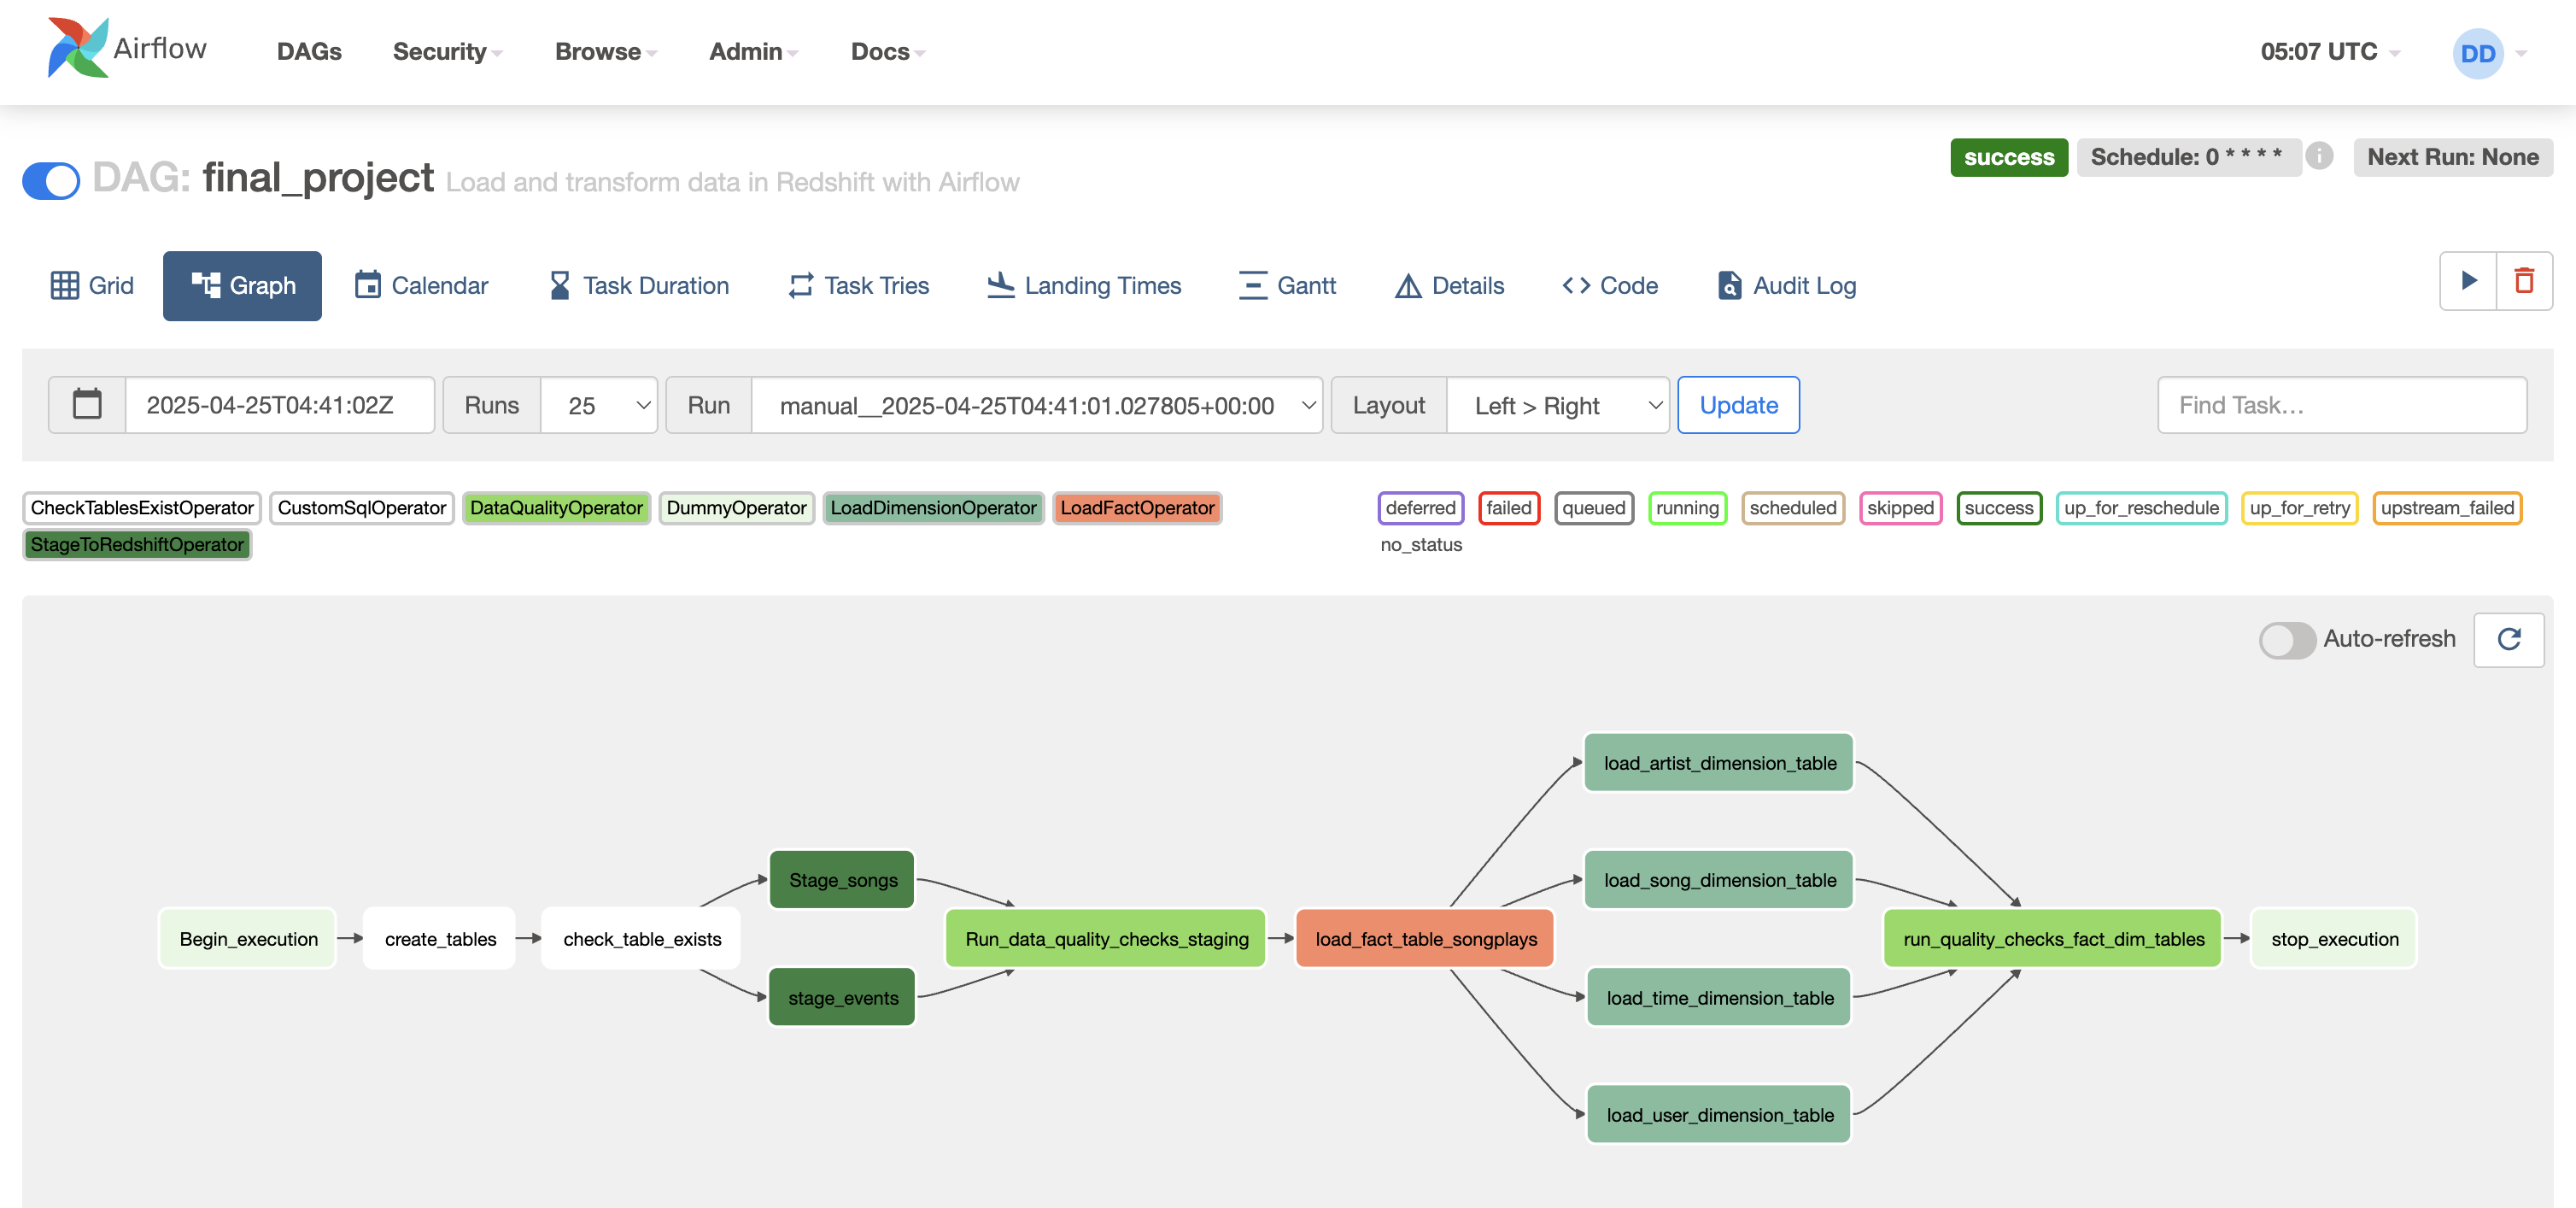 Airflow DAGs Security Browse Admin Docs 05:07 UTC DD
DAG: final_project Load and transform data in Redshift with Airflow success Schedule: 0 * * * * i Next Run: None
Grid Graph Calendar Task Duration Task Tries Landing Times Gantt Details Code Audit Log
2025-04-25T04:41:02Z Runs 25 Run manual__2025-04-25T04:41:01.027805+00:00 Layout Left > Right Update Find Task…
CheckTablesExistOperator CustomSqlOperator DataQualityOperator DummyOperator LoadDimensionOperator LoadFactOperator
StageToRedshiftOperator
deferred failed queued running scheduled skipped success up_for_reschedule up_for_retry upstream_failed
no_status
Auto-refresh
Begin_execution
create_tables
check_table_exists
Stage_songs
stage_events
Run_data_quality_checks_staging
load_fact_table_songplays
load_artist_dimension_table
load_song_dimension_table
load_time_dimension_table
load_user_dimension_table
run_quality_checks_fact_dim_tables
stop_execution